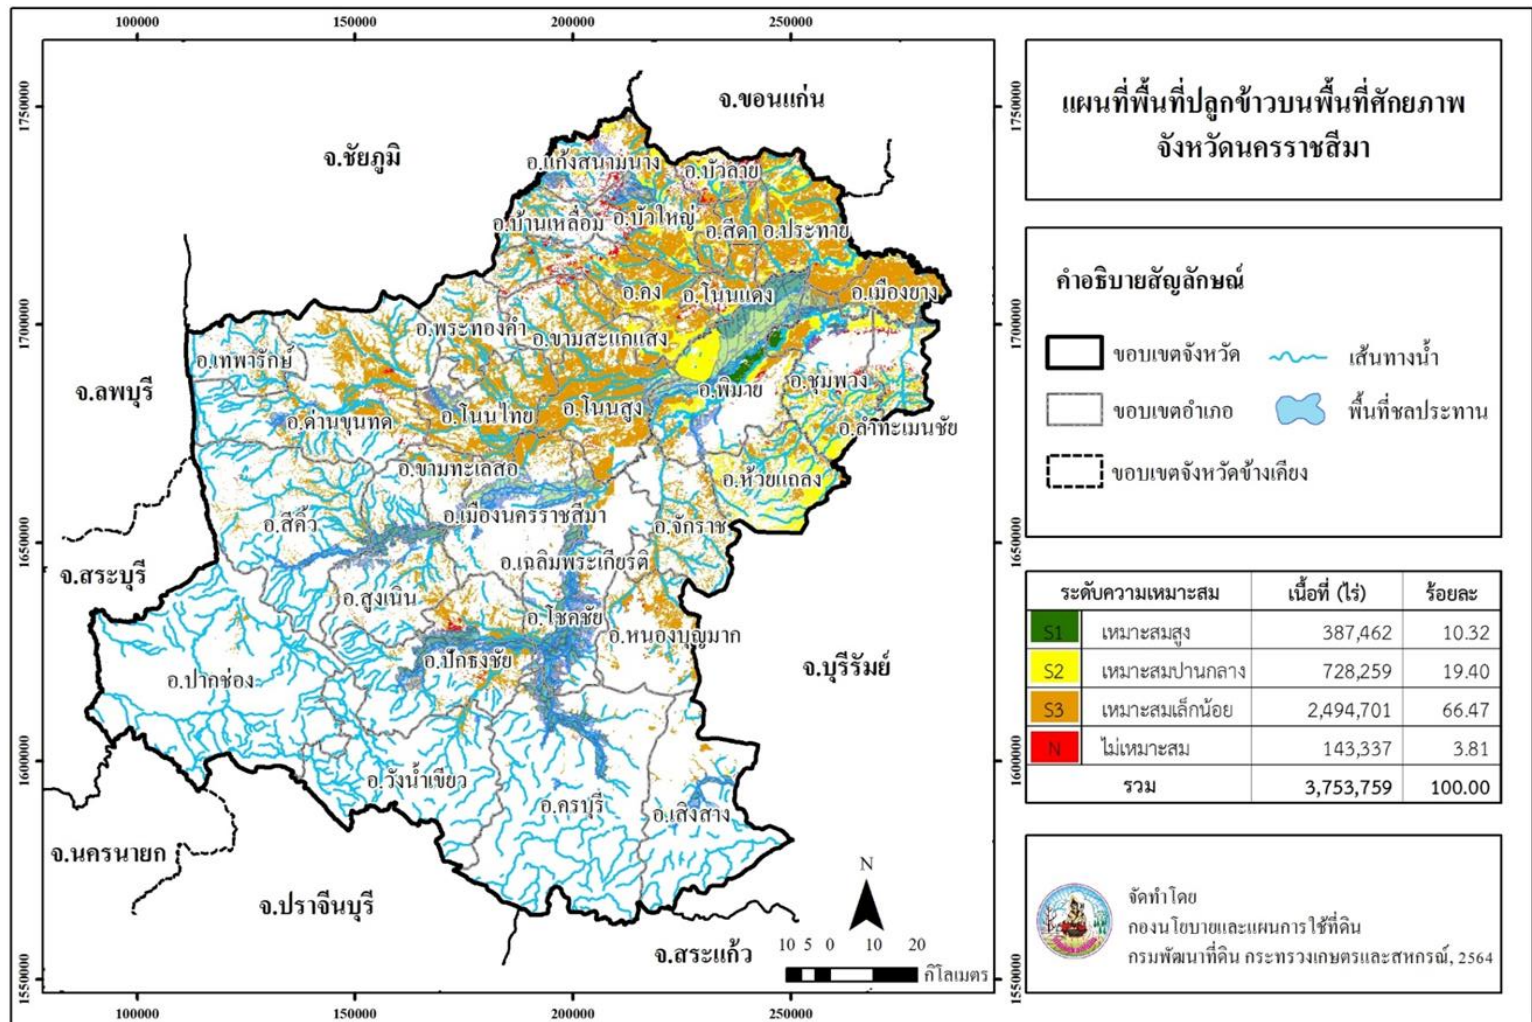 100000 150000 200000 250000
1750000
1700000
1650000
1600000
1550000
จ.ขอนแก่น
จ.ชัยภูมิ
อ.แก้งสนามนาง
อ.บัวลาย
อ.บ้านเหลื่อม
อ.บัวใหญ่
อ.สีดา
อ.ประทาย
อ.คง
อ.โนนแดง
อ.เมืองยาง
อ.พระทองคำ
อ.ขามสะแกแสง
อ.เทพารักษ์
จ.ลพบุรี
อ.พิมาย
อ.ชุมพวง
อ.ด่านขุนทด
อ.โนนไทย
อ.โนนสูง
อ.ลำทะเมนชัย
อ.ขามทะเลสอ
อ.ห้วยแถลง
อ.สีคิ้ว
อ.เมืองนครราชสีมา
อ.จักราช
จ.สระบุรี
อ.เฉลิมพระเกียรติ
อ.สูงเนิน
อ.โชคชัย
อ.หนองบุญมาก
อ.ปักธงชัย
จ.บุรีรัมย์
อ.ปากช่อง
อ.วังน้ำเขียว
อ.ครบุรี
อ.เสิงสาง
จ.นครนายก
จ.ปราจีนบุรี
จ.สระแก้ว
N
10 5 0 10 20
กิโลเมตร
100000 150000 200000 250000
1750000
1700000
1650000
1600000
1550000
แผนที่พื้นที่ปลูกข้าวบนพื้นที่ศักยภาพ
จังหวัดนครราชสีมา
คำอธิบายสัญลักษณ์
ขอบเขตจังหวัด เส้นทางน้ำ
ขอบเขตอำเภอ พื้นที่ชลประทาน
ขอบเขตจังหวัดข้างเคียง
ระดับความเหมาะสม เนื้อที่ (ไร่) ร้อยละ
S1 เหมาะสมสูง 387,462 10.32
S2 เหมาะสมปานกลาง 728,259 19.40
S3 เหมาะสมเล็กน้อย 2,494,701 66.47
N ไม่เหมาะสม 143,337 3.81
รวม 3,753,759 100.00
จัดทำโดย
กองนโยบายและแผนการใช้ที่ดิน
กรมพัฒนาที่ดิน กระทรวงเกษตรและสหกรณ์, 2564